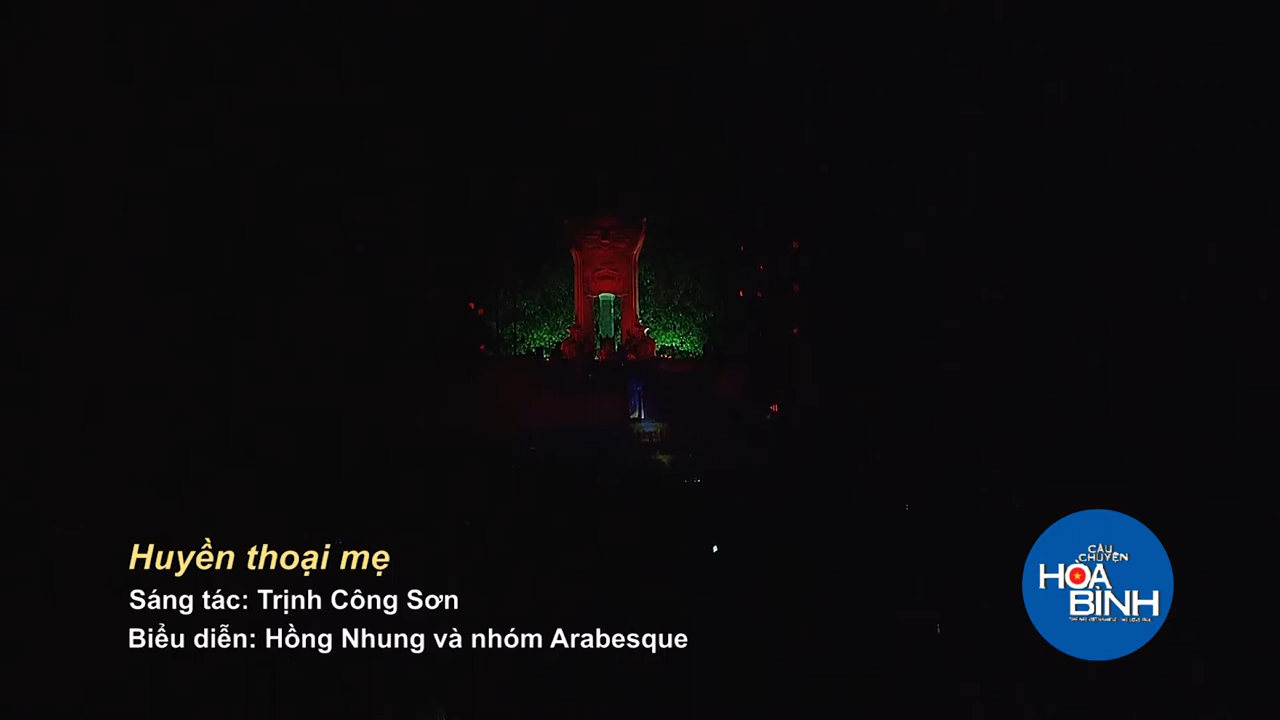 Huyền thoại mẹ
Sáng tác: Trịnh Công Sơn
Biểu diễn: Hồng Nhung và nhóm Arabesque
CÂU
CHUYỆN
HÒA
BÌNH